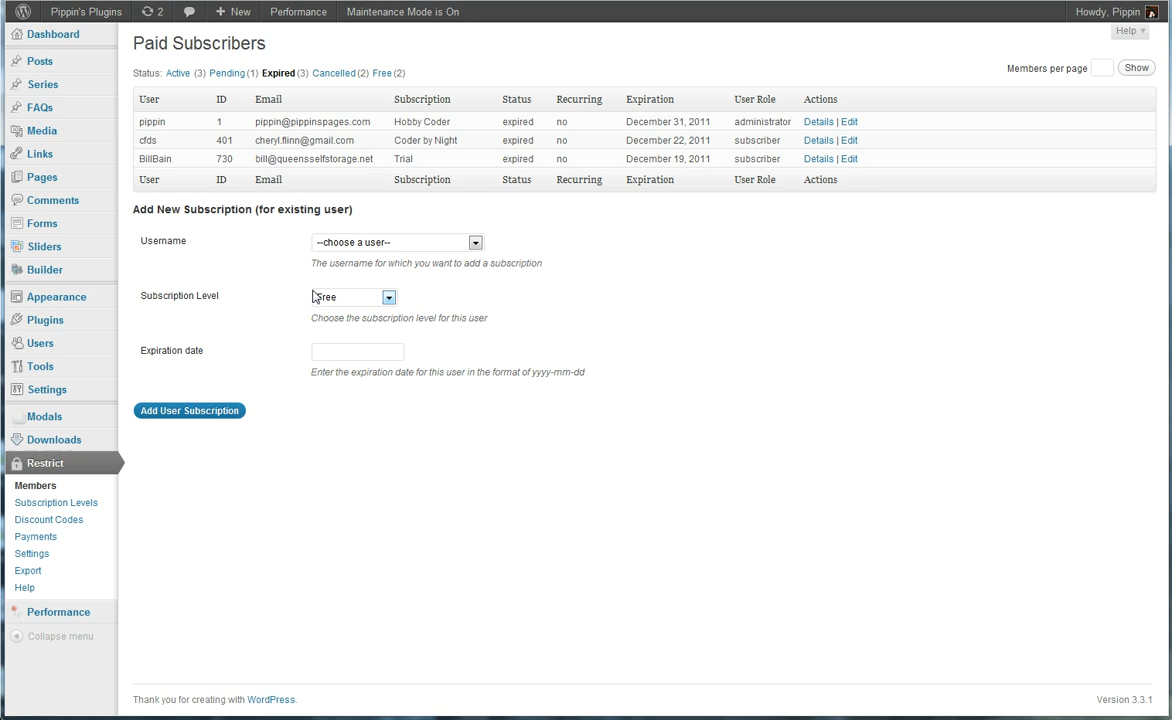 Pippin's Plugins 2 + New Performance Maintenance Mode is On Howdy, Pippin
Help
Dashboard
Posts
Series
FAQs
Media
Links
Pages
Comments
Forms
Sliders
Builder
Appearance
Plugins
Users
Tools
Settings
Modals
Downloads
Restrict
Members
Subscription Levels
Discount Codes
Payments
Settings
Export
Help
Performance
Collapse menu
Paid Subscribers
Status: Active (3) Pending (1) Expired (3) Cancelled (2) Free (2)
Members per page Show
User ID Email Subscription Status Recurring Expiration User Role Actions
pippin 1 pippin@pippinspages.com Hobby Coder expired no December 31, 2011 administrator Details | Edit
cfds 401 cheryl.flinn@gmail.com Coder by Night expired no December 22, 2011 subscriber Details | Edit
BillBain 730 bill@queensselfstorage.net Trial expired no December 19, 2011 subscriber Details | Edit
User ID Email Subscription Status Recurring Expiration User Role Actions
Add New Subscription (for existing user)
Username --choose a user--
The username for which you want to add a subscription
Subscription Level Free
Choose the subscription level for this user
Expiration date
Enter the expiration date for this user in the format of yyyy-mm-dd
Add User Subscription
Thank you for creating with WordPress. Version 3.3.1